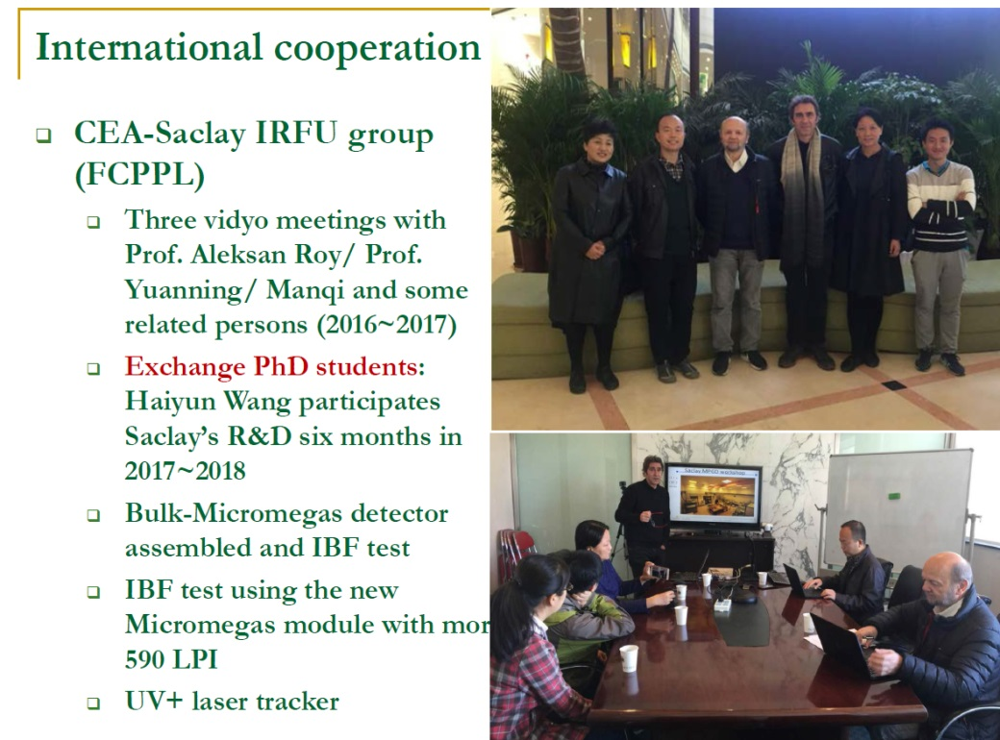 International cooperation
CEA-Saclay IRFU group
(FCPPL)
Three vidyo meetings with
Prof. Aleksan Roy/ Prof.
Yuanning/ Manqi and some
related persons (2016~2017)
Exchange PhD students:
Haiyun Wang participates
Saclay's R&D six months in
2017~2018
Bulk-Micromegas detector
assembled and IBF test
IBF test using the new
Micromegas module with mor
590 LPI
UV+ laser tracker
Saclay MPGD workshop